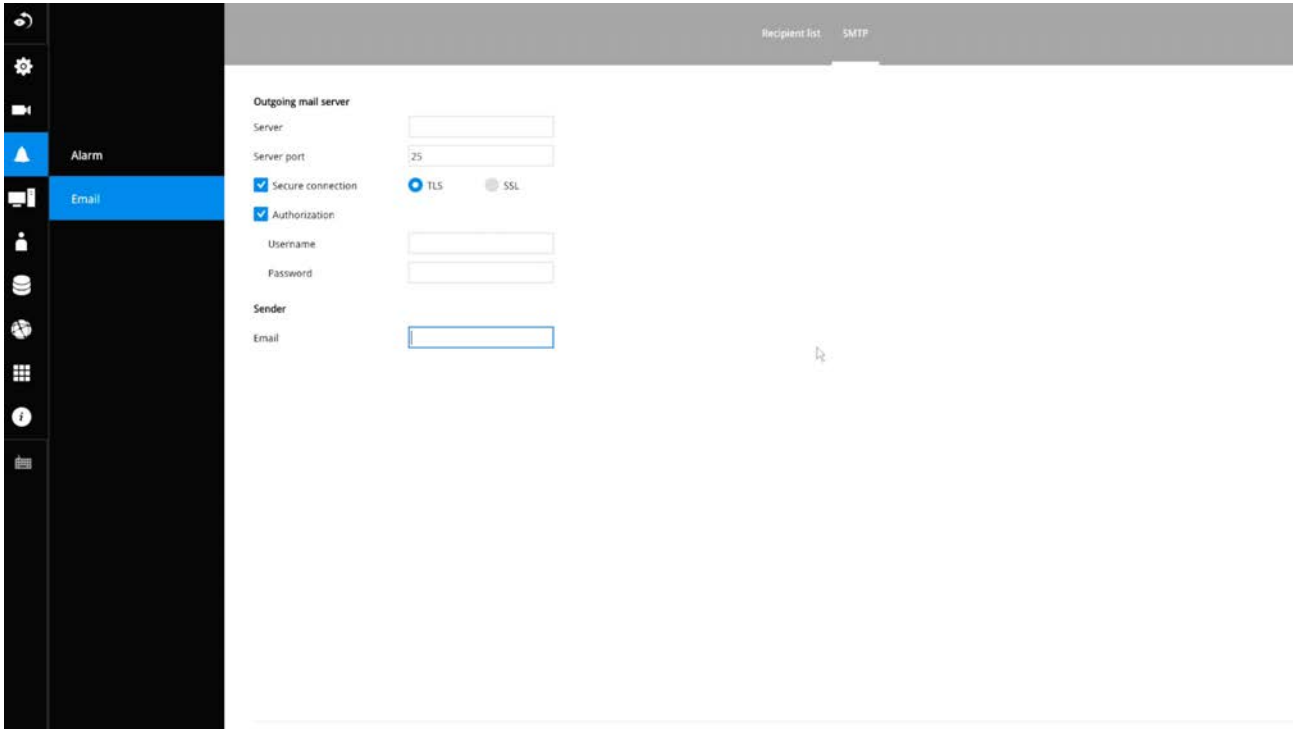 Recipient list SMTP
Alarm
Email
Outgoing mail server
Server
Server port 25
Secure connection TLS SSL
Authorization
Username
Password
Sender
Email